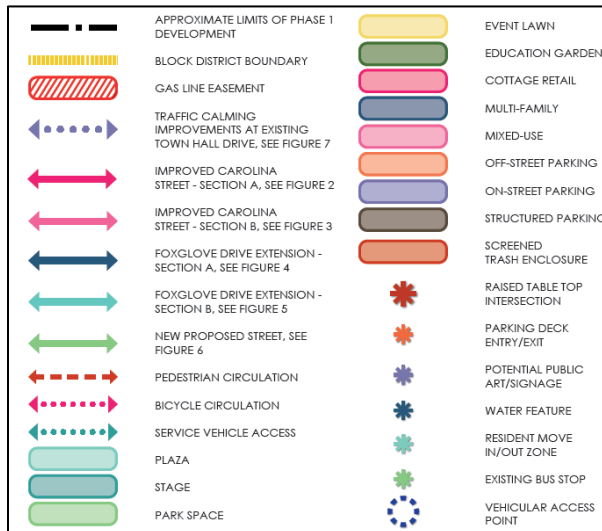 APPROXIMATE LIMITS OF PHASE 1
DEVELOPMENT
BLOCK DISTRICT BOUNDARY
GAS LINE EASEMENT
TRAFFIC CALMING
IMPROVEMENTS AT EXISTING
TOWN HALL DRIVE, SEE FIGURE 7
IMPROVED CAROLINA
STREET - SECTION A, SEE FIGURE 2
IMPROVED CAROLINA
STREET - SECTION B, SEE FIGURE 3
FOXGLOVE DRIVE EXTENSION -
SECTION A, SEE FIGURE 4
FOXGLOVE DRIVE EXTENSION -
SECTION B, SEE FIGURE 5
NEW PROPOSED STREET, SEE
FIGURE 6
PEDESTRIAN CIRCULATION
BICYCLE CIRCULATION
SERVICE VEHICLE ACCESS
PLAZA
STAGE
PARK SPACE
EVENT LAWN
EDUCATION GARDEN
COTTAGE RETAIL
MULTI-FAMILY
MIXED-USE
OFF-STREET PARKING
ON-STREET PARKING
STRUCTURED PARKING
SCREENED
TRASH ENCLOSURE
RAISED TABLE TOP
INTERSECTION
PARKING DECK
ENTRY/EXIT
POTENTIAL PUBLIC
ART/SIGNAGE
WATER FEATURE
RESIDENT MOVE
IN/OUT ZONE
EXISTING BUS STOP
VEHICULAR ACCESS
POINT